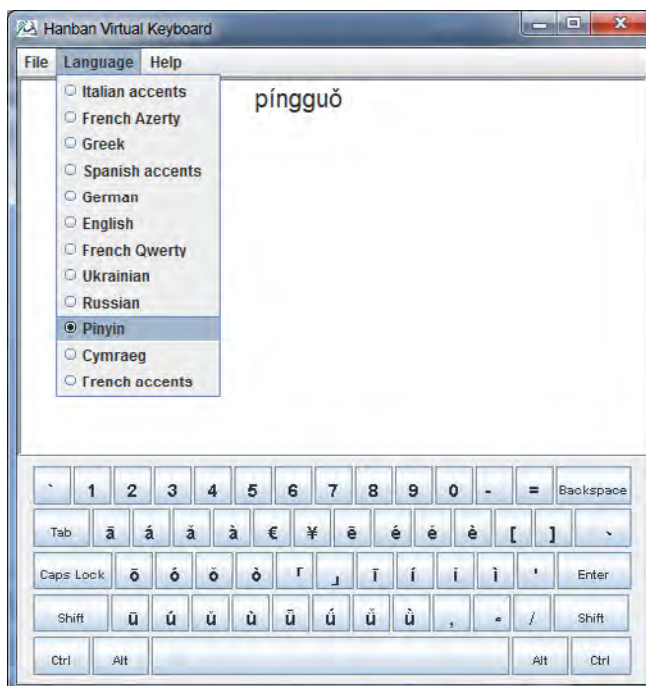 Hanban Virtual Keyboard
File Language Help
píngguǒ
Italian accents
French Azerty
Greek
Spanish accents
German
English
French Qwerty
Ukrainian
Russian
Pinyin
Cymraeg
French accents
` 1 2 3 4 5 6 7 8 9 0 - = Backspace
Tab ā á ǎ à € ¥ ē é ě è [ ] 、
Caps Lock ō ó ǒ ò 「 」 ī í ǐ ì ' Enter
Shift ū ú ǔ ù ǖ ǘ ǚ ǜ , 。 / Shift
Ctrl Alt Alt Ctrl